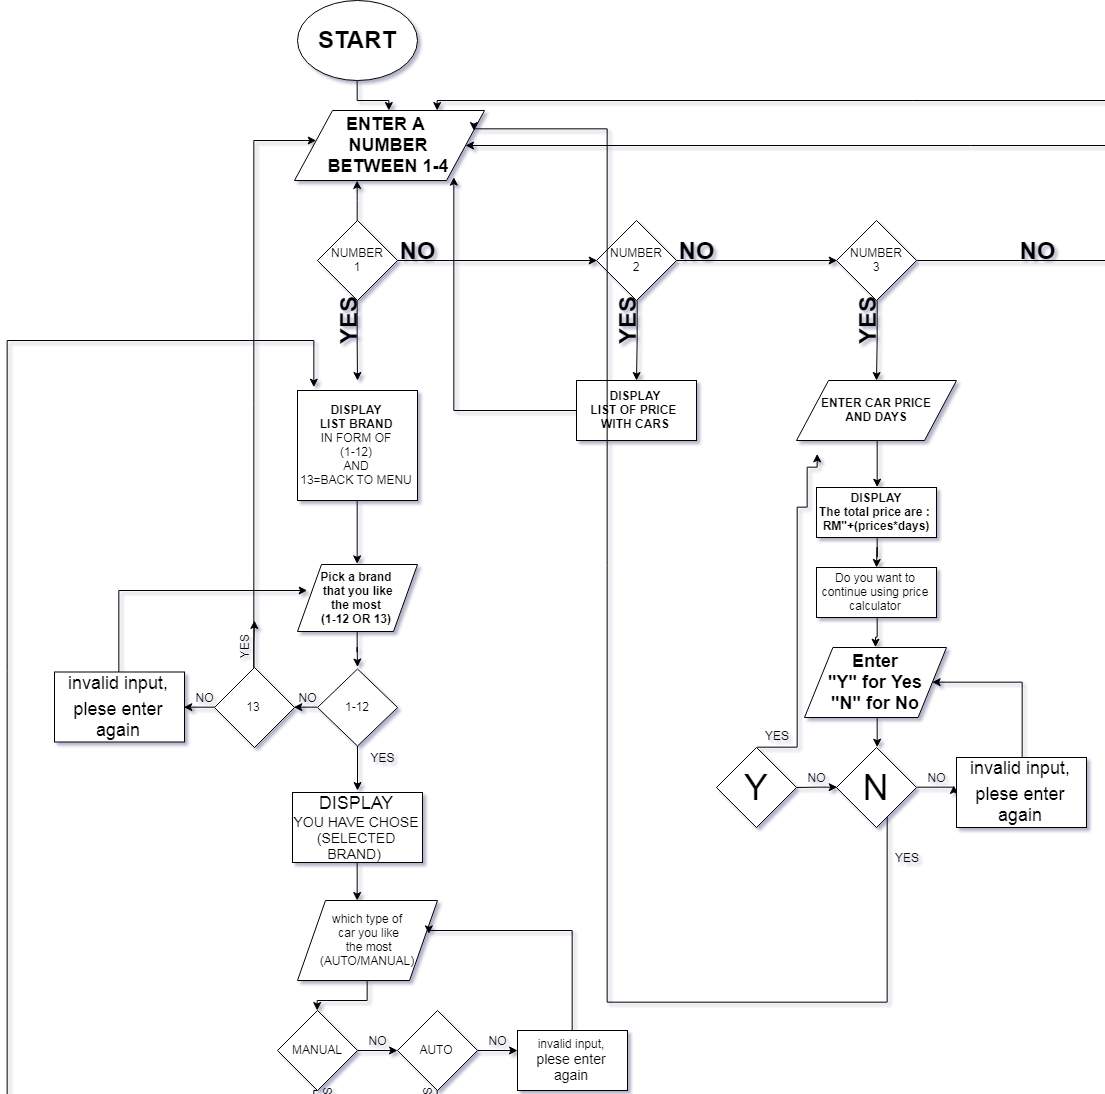 START
ENTER A
NUMBER
BETWEEN 1-4
NUMBER
1
NO
NUMBER
2
NO
NUMBER
3
NO
YES
YES
YES
DISPLAY
LIST BRAND
IN FORM OF
(1-12)
AND
13=BACK TO MENU
DISPLAY
LIST OF PRICE
WITH CARS
ENTER CAR PRICE
AND DAYS
DISPLAY
The total price are :
RM"+(prices*days)
Do you want to
continue using price
calculator
Pick a brand
that you like
the most
(1-12 OR 13)
Enter
"Y" for Yes
"N" for No
YES
invalid input,
plese enter
again
NO
13
NO
1-12
YES
YES
Y
NO
N
NO
invalid input,
plese enter
again
YES
DISPLAY
YOU HAVE CHOSE
(SELECTED
BRAND)
which type of
car you like
the most
(AUTO/MANUAL)
MANUAL
NO
AUTO
NO
invalid input,
plese enter
again